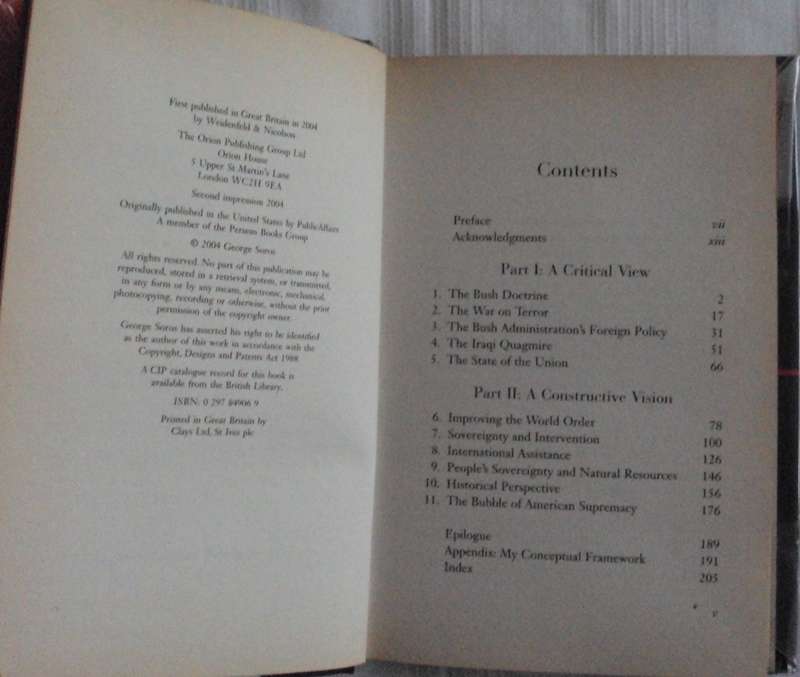 First published in Great Britain in 2004
by Weidenfeld & Nicolson
The Orion Publishing Group Ltd
Orion House
5 Upper St Martin's Lane
London WC2H 9EA
Second impression 2004
Originally published in the United States by PublicAffairs
A member of the Perseus Books Group
© 2004 George Soros
All rights reserved. No part of this publication may be
reproduced, stored in a retrieval system, or transmitted,
in any form or by any means, electronic, mechanical,
photocopying, recording or otherwise, without the prior
permission of the copyright owner.
George Soros has asserted his right to be identified
as the author of this work in accordance with the
Copyright, Designs and Patents Act 1988
A CIP catalogue record for this book is
available from the British Library.
ISBN: 0 297 84906 9
Printed in Great Britain by
Clays Ltd, St Ives plc
Contents
Preface vii
Acknowledgments xiii
Part I: A Critical View
1. The Bush Doctrine 2
2. The War on Terror 17
3. The Bush Administration's Foreign Policy 31
4. The Iraqi Quagmire 51
5. The State of the Union 66
Part II: A Constructive Vision
6. Improving the World Order 78
7. Sovereignty and Intervention 100
8. International Assistance 126
9. People's Sovereignty and Natural Resources 146
10. Historical Perspective 156
11. The Bubble of American Supremacy 176
Epilogue 189
Appendix: My Conceptual Framework 191
Index 205
v